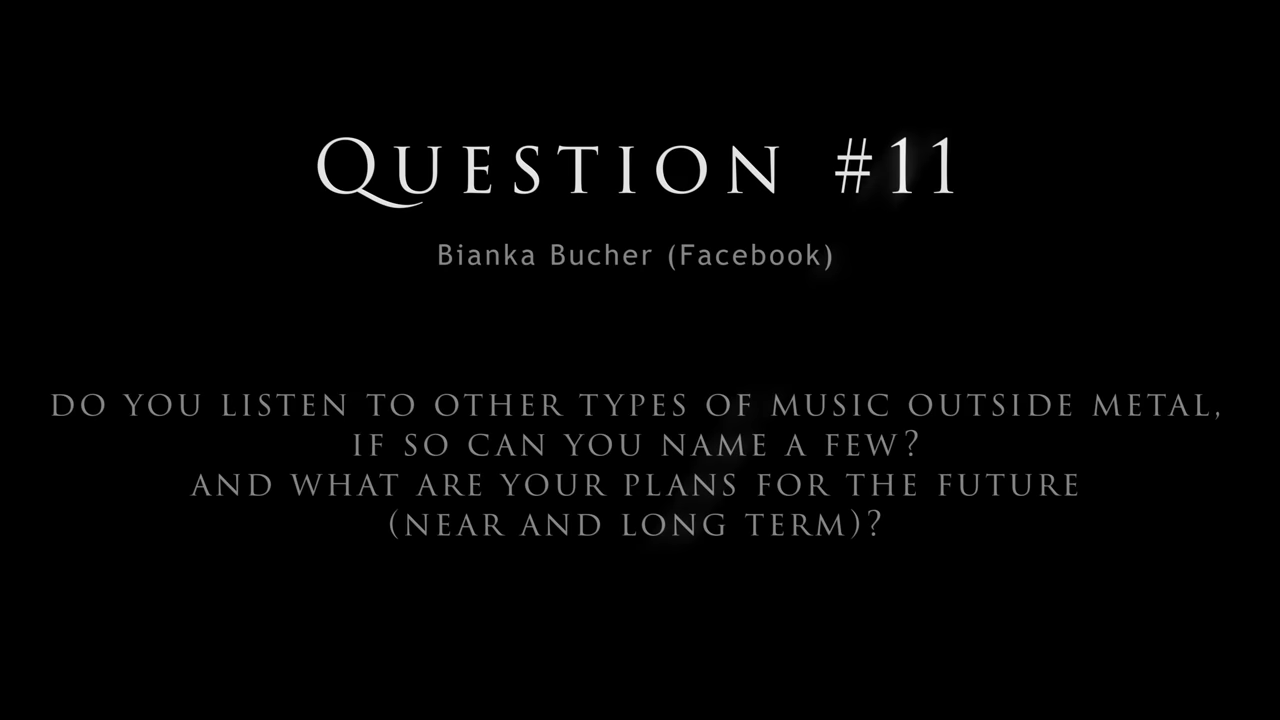 Question #11
Bianka Bucher (Facebook)
DO YOU LISTEN TO OTHER TYPES OF MUSIC OUTSIDE METAL,
IF SO CAN YOU NAME A FEW?
AND WHAT ARE YOUR PLANS FOR THE FUTURE
(NEAR AND LONG TERM)?